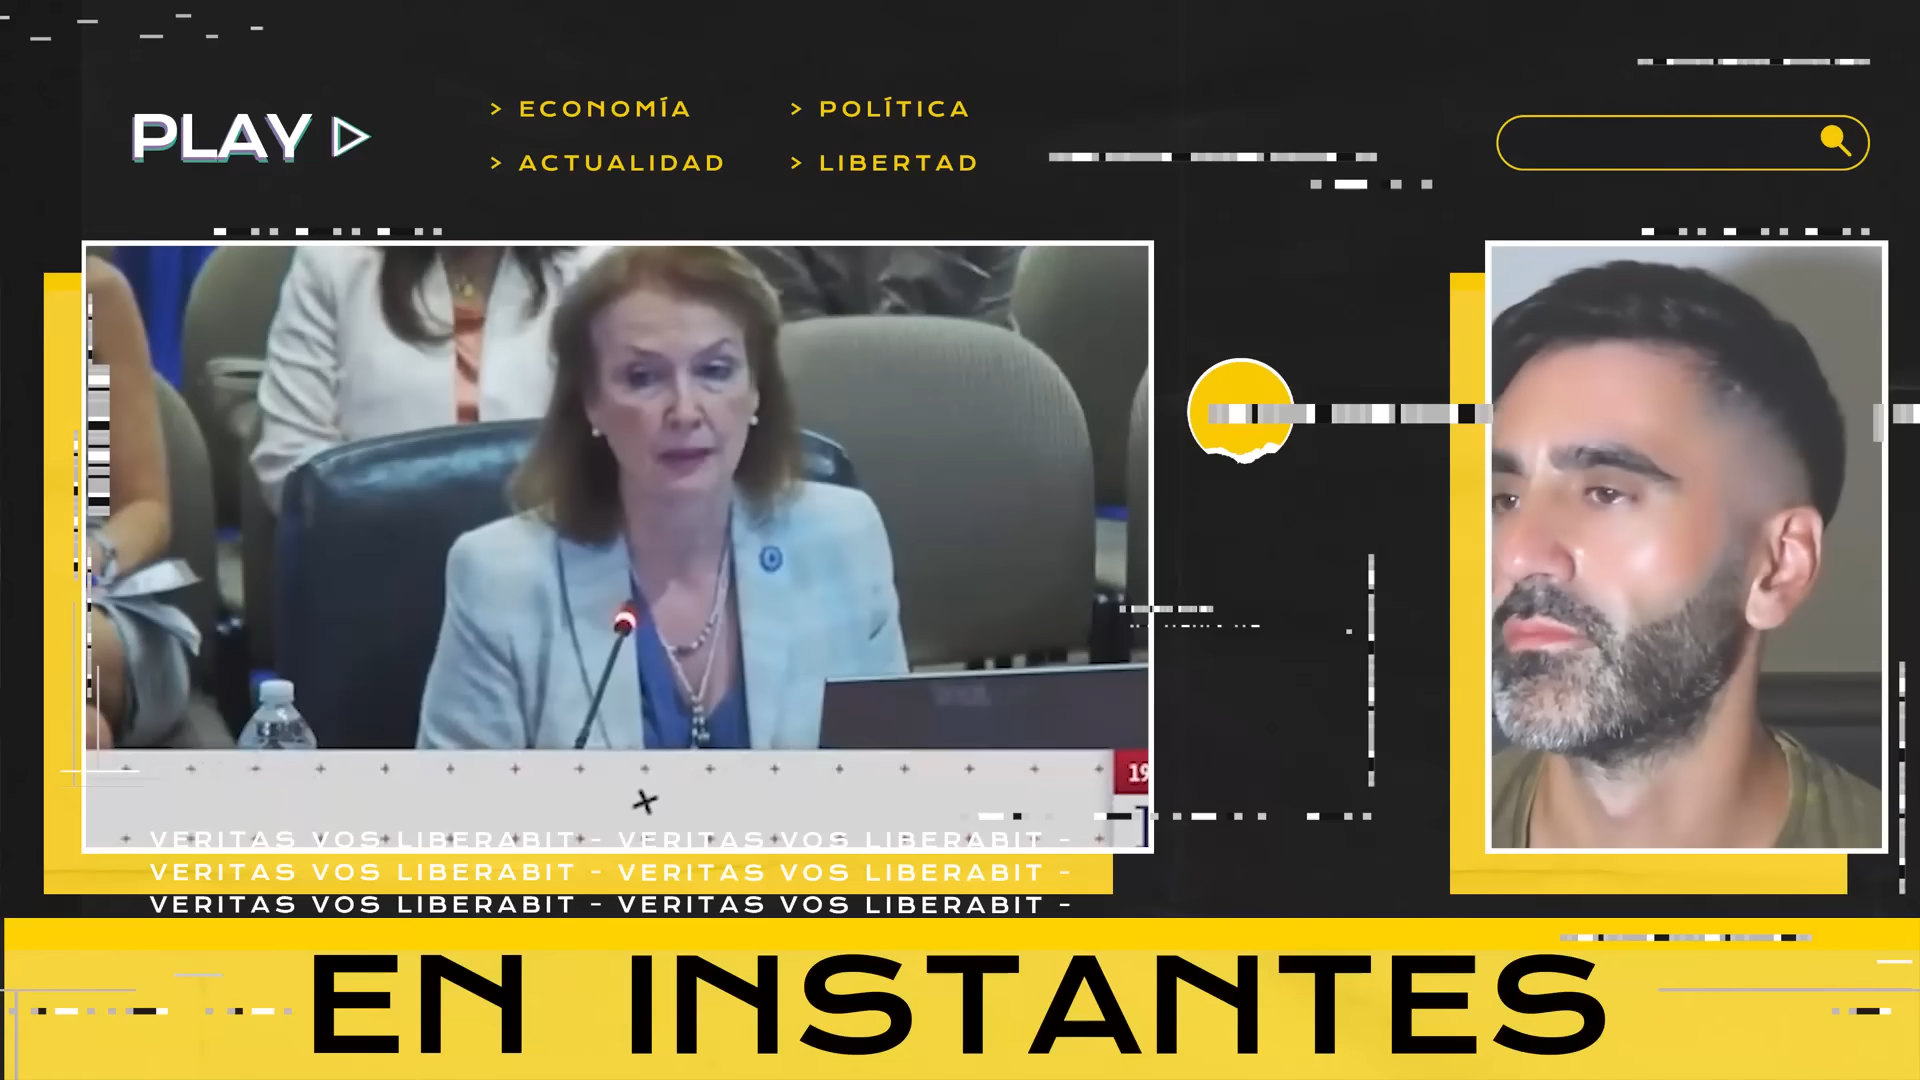 PLAY
> ECONOMÍA
> POLÍTICA
> ACTUALIDAD
> LIBERTAD
19
VERITAS VOS LIBERABIT - VERITAS VOS LIBERABIT -
VERITAS VOS LIBERABIT - VERITAS VOS LIBERABIT -
VERITAS VOS LIBERABIT - VERITAS VOS LIBERABIT -
EN INSTANTES